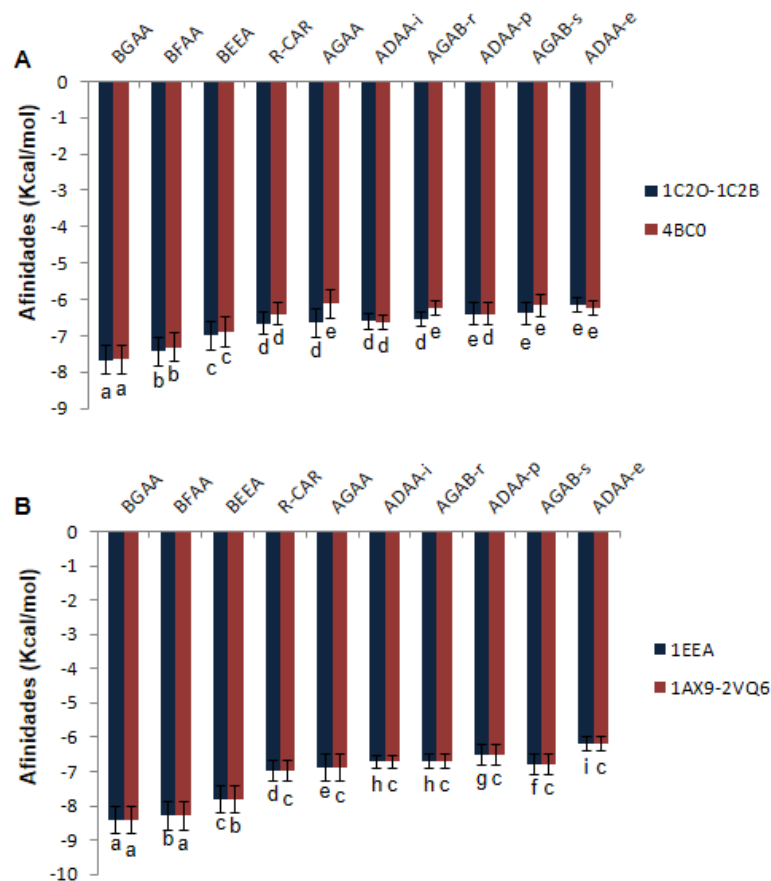 BGAA BFAA BEEA R-CAR AGAA ADAA-i AGAB-r ADAA-p AGAB-s ADAA-e
A
0
-1
-2
-3
-4
-5
-6
-7
-8
-9
Afinidades (Kcal/mol)
a a b b c c d d d e d d d e e d e e e e
1C2O-1C2B
4BC0
B
BGAA BFAA BEEA R-CAR AGAA ADAA-i AGAB-r ADAA-p AGAB-s ADAA-e
0
-1
-2
-3
-4
-5
-6
-7
-8
-9
-10
Afinidades (Kcal/mol)
a a b a c b d c e c h c h c g c f c i c
1EEA
1AX9-2VQ6